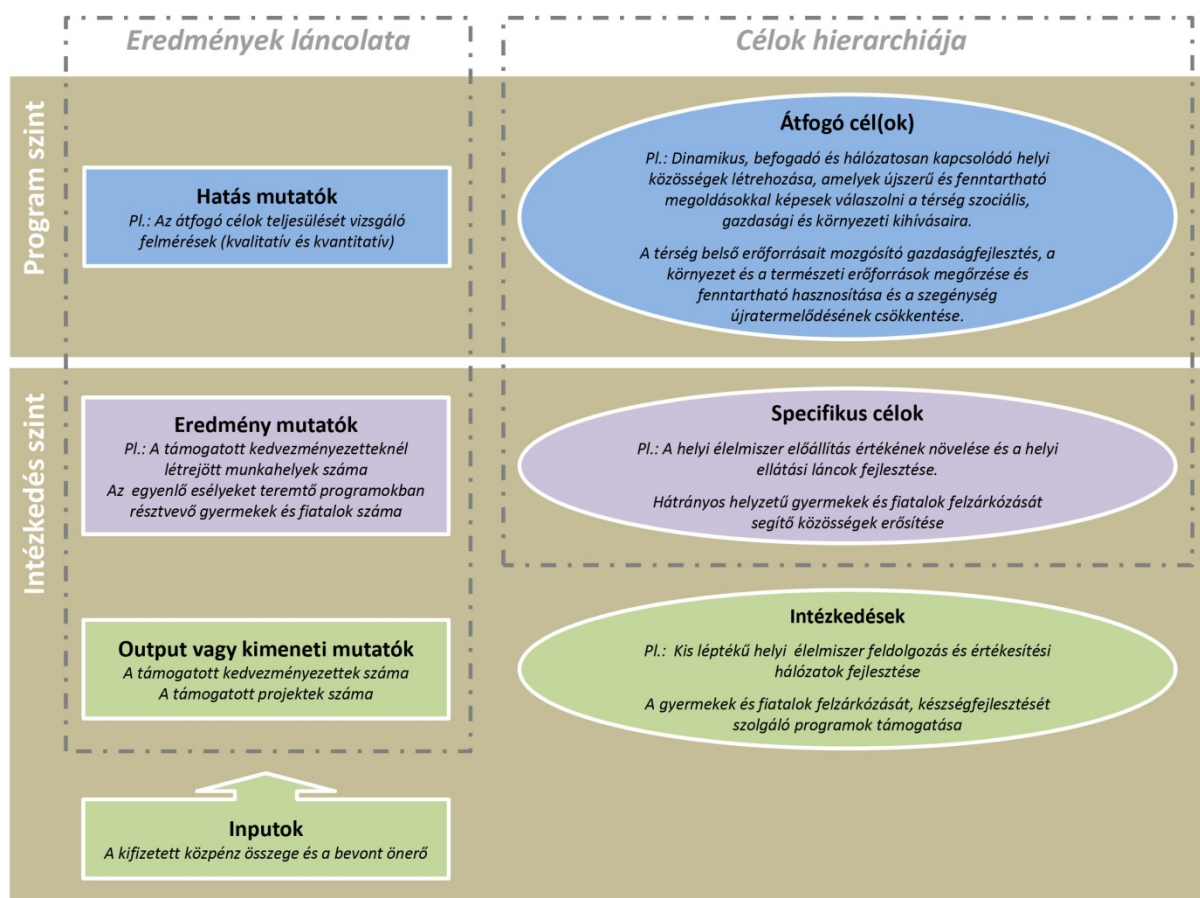 Eredmények láncolata
Célok hierarchiája
Program szint
Hatás mutatók
Pl.: Az átfogó célok teljesülését vizsgáló
felmérések (kvalitatív és kvantitatív)
Átfogó cél(ok)
Pl.: Dinamikus, befogadó és hálózatosan kapcsolódó helyi
közösségek létrehozása, amelyek újszerű és fenntartható
megoldásokkal képesek válaszolni a térség szociális,
gazdasági és környezeti kihívásaira.
A térség belső erőforrásait mozgósító gazdaságfejlesztés, a
környezet és a természeti erőforrások megőrzése és
fenntartható hasznosítása és a szegénység
újratermelődésének csökkentése.
Intézkedés szint
Eredmény mutatók
Pl.: A támogatott kedvezményezetteknél
létrejött munkahelyek száma
Az egyenlő esélyeket teremtő programokban
résztvevő gyermekek és fiatalok száma
Specifikus célok
Pl.: A helyi élelmiszer előállítás értékének növelése és a helyi
ellátási láncok fejlesztése.
Hátrányos helyzetű gyermekek és fiatalok felzárkózását
segítő közösségek erősítése
Output vagy kimeneti mutatók
A támogatott kedvezményezettek száma
A támogatott projektek száma
Intézkedések
Pl.: Kis léptékű helyi élelmiszer feldolgozás és értékesítési
hálózatok fejlesztése
A gyermekek és fiatalok felzárkózását, készségfejlesztését
szolgáló programok támogatása
Inputok
A kifizetett közpénz összege és a bevont önerő